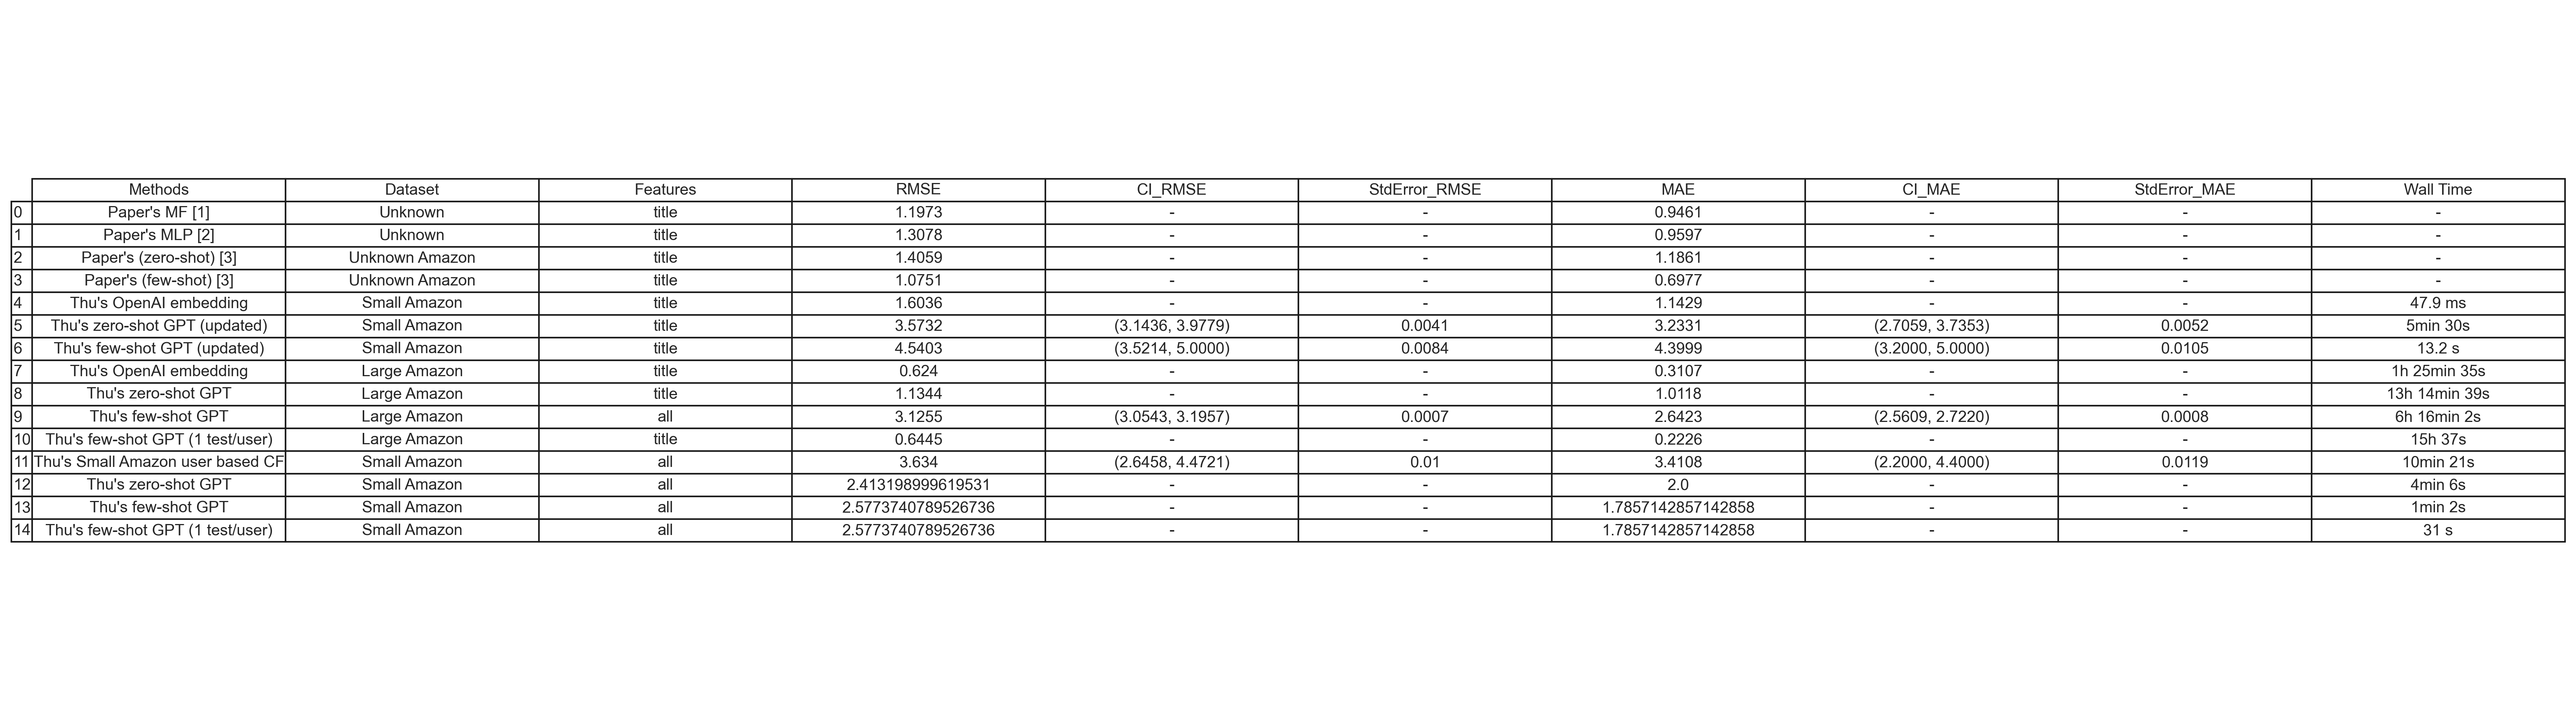 Methods Dataset Features RMSE CI_RMSE StdError_RMSE MAE CI_MAE StdError_MAE Wall Time
0 Paper's MF [1] Unknown title 1.1973 - - 0.9461 - - -
1 Paper's MLP [2] Unknown title 1.3078 - - 0.9597 - - -
2 Paper's (zero-shot) [3] Unknown Amazon title 1.4059 - - 1.1861 - - -
3 Paper's (few-shot) [3] Unknown Amazon title 1.0751 - - 0.6977 - - -
4 Thu's OpenAI embedding Small Amazon title 1.6036 - - 1.1429 - - 47.9 ms
5 Thu's zero-shot GPT (updated) Small Amazon title 3.5732 (3.1436, 3.9779) 0.0041 3.2331 (2.7059, 3.7353) 0.0052 5min 30s
6 Thu's few-shot GPT (updated) Small Amazon title 4.5403 (3.5214, 5.0000) 0.0084 4.3999 (3.2000, 5.0000) 0.0105 13.2 s
7 Thu's OpenAI embedding Large Amazon title 0.624 - - 0.3107 - - 1h 25min 35s
8 Thu's zero-shot GPT Large Amazon title 1.1344 - - 1.0118 - - 13h 14min 39s
9 Thu's few-shot GPT Large Amazon all 3.1255 (3.0543, 3.1957) 0.0007 2.6423 (2.5609, 2.7220) 0.0008 6h 16min 2s
10 Thu's few-shot GPT (1 test/user) Large Amazon title 0.6445 - - 0.2226 - - 15h 37s
11 Thu's Small Amazon user based CF Small Amazon all 3.634 (2.6458, 4.4721) 0.01 3.4108 (2.2000, 4.4000) 0.0119 10min 21s
12 Thu's zero-shot GPT Small Amazon all 2.413198999619531 - - 2.0 - - 4min 6s
13 Thu's few-shot GPT Small Amazon all 2.5773740789526736 - - 1.7857142857142858 - - 1min 2s
14 Thu's few-shot GPT (1 test/user) Small Amazon all 2.5773740789526736 - - 1.7857142857142858 - - 31 s